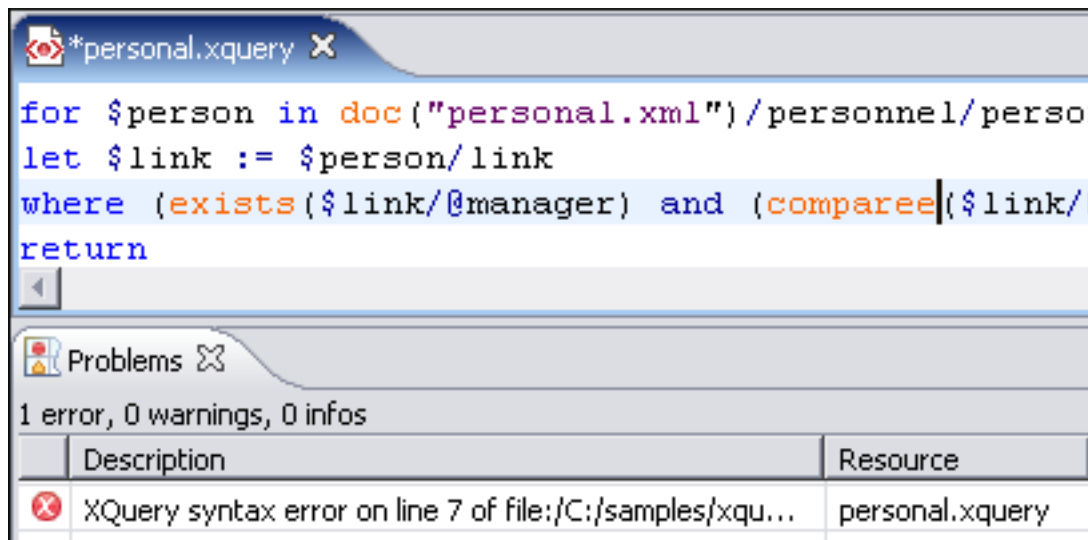 *personal.xquery
for $person in doc("personal.xml")/personnel/perso
let $link := $person/link
where (exists($link/@manager) and (comparee($link/
return
Problems
1 error, 0 warnings, 0 infos
Description Resource
XQuery syntax error on line 7 of file:/C:/samples/xqu... personal.xquery